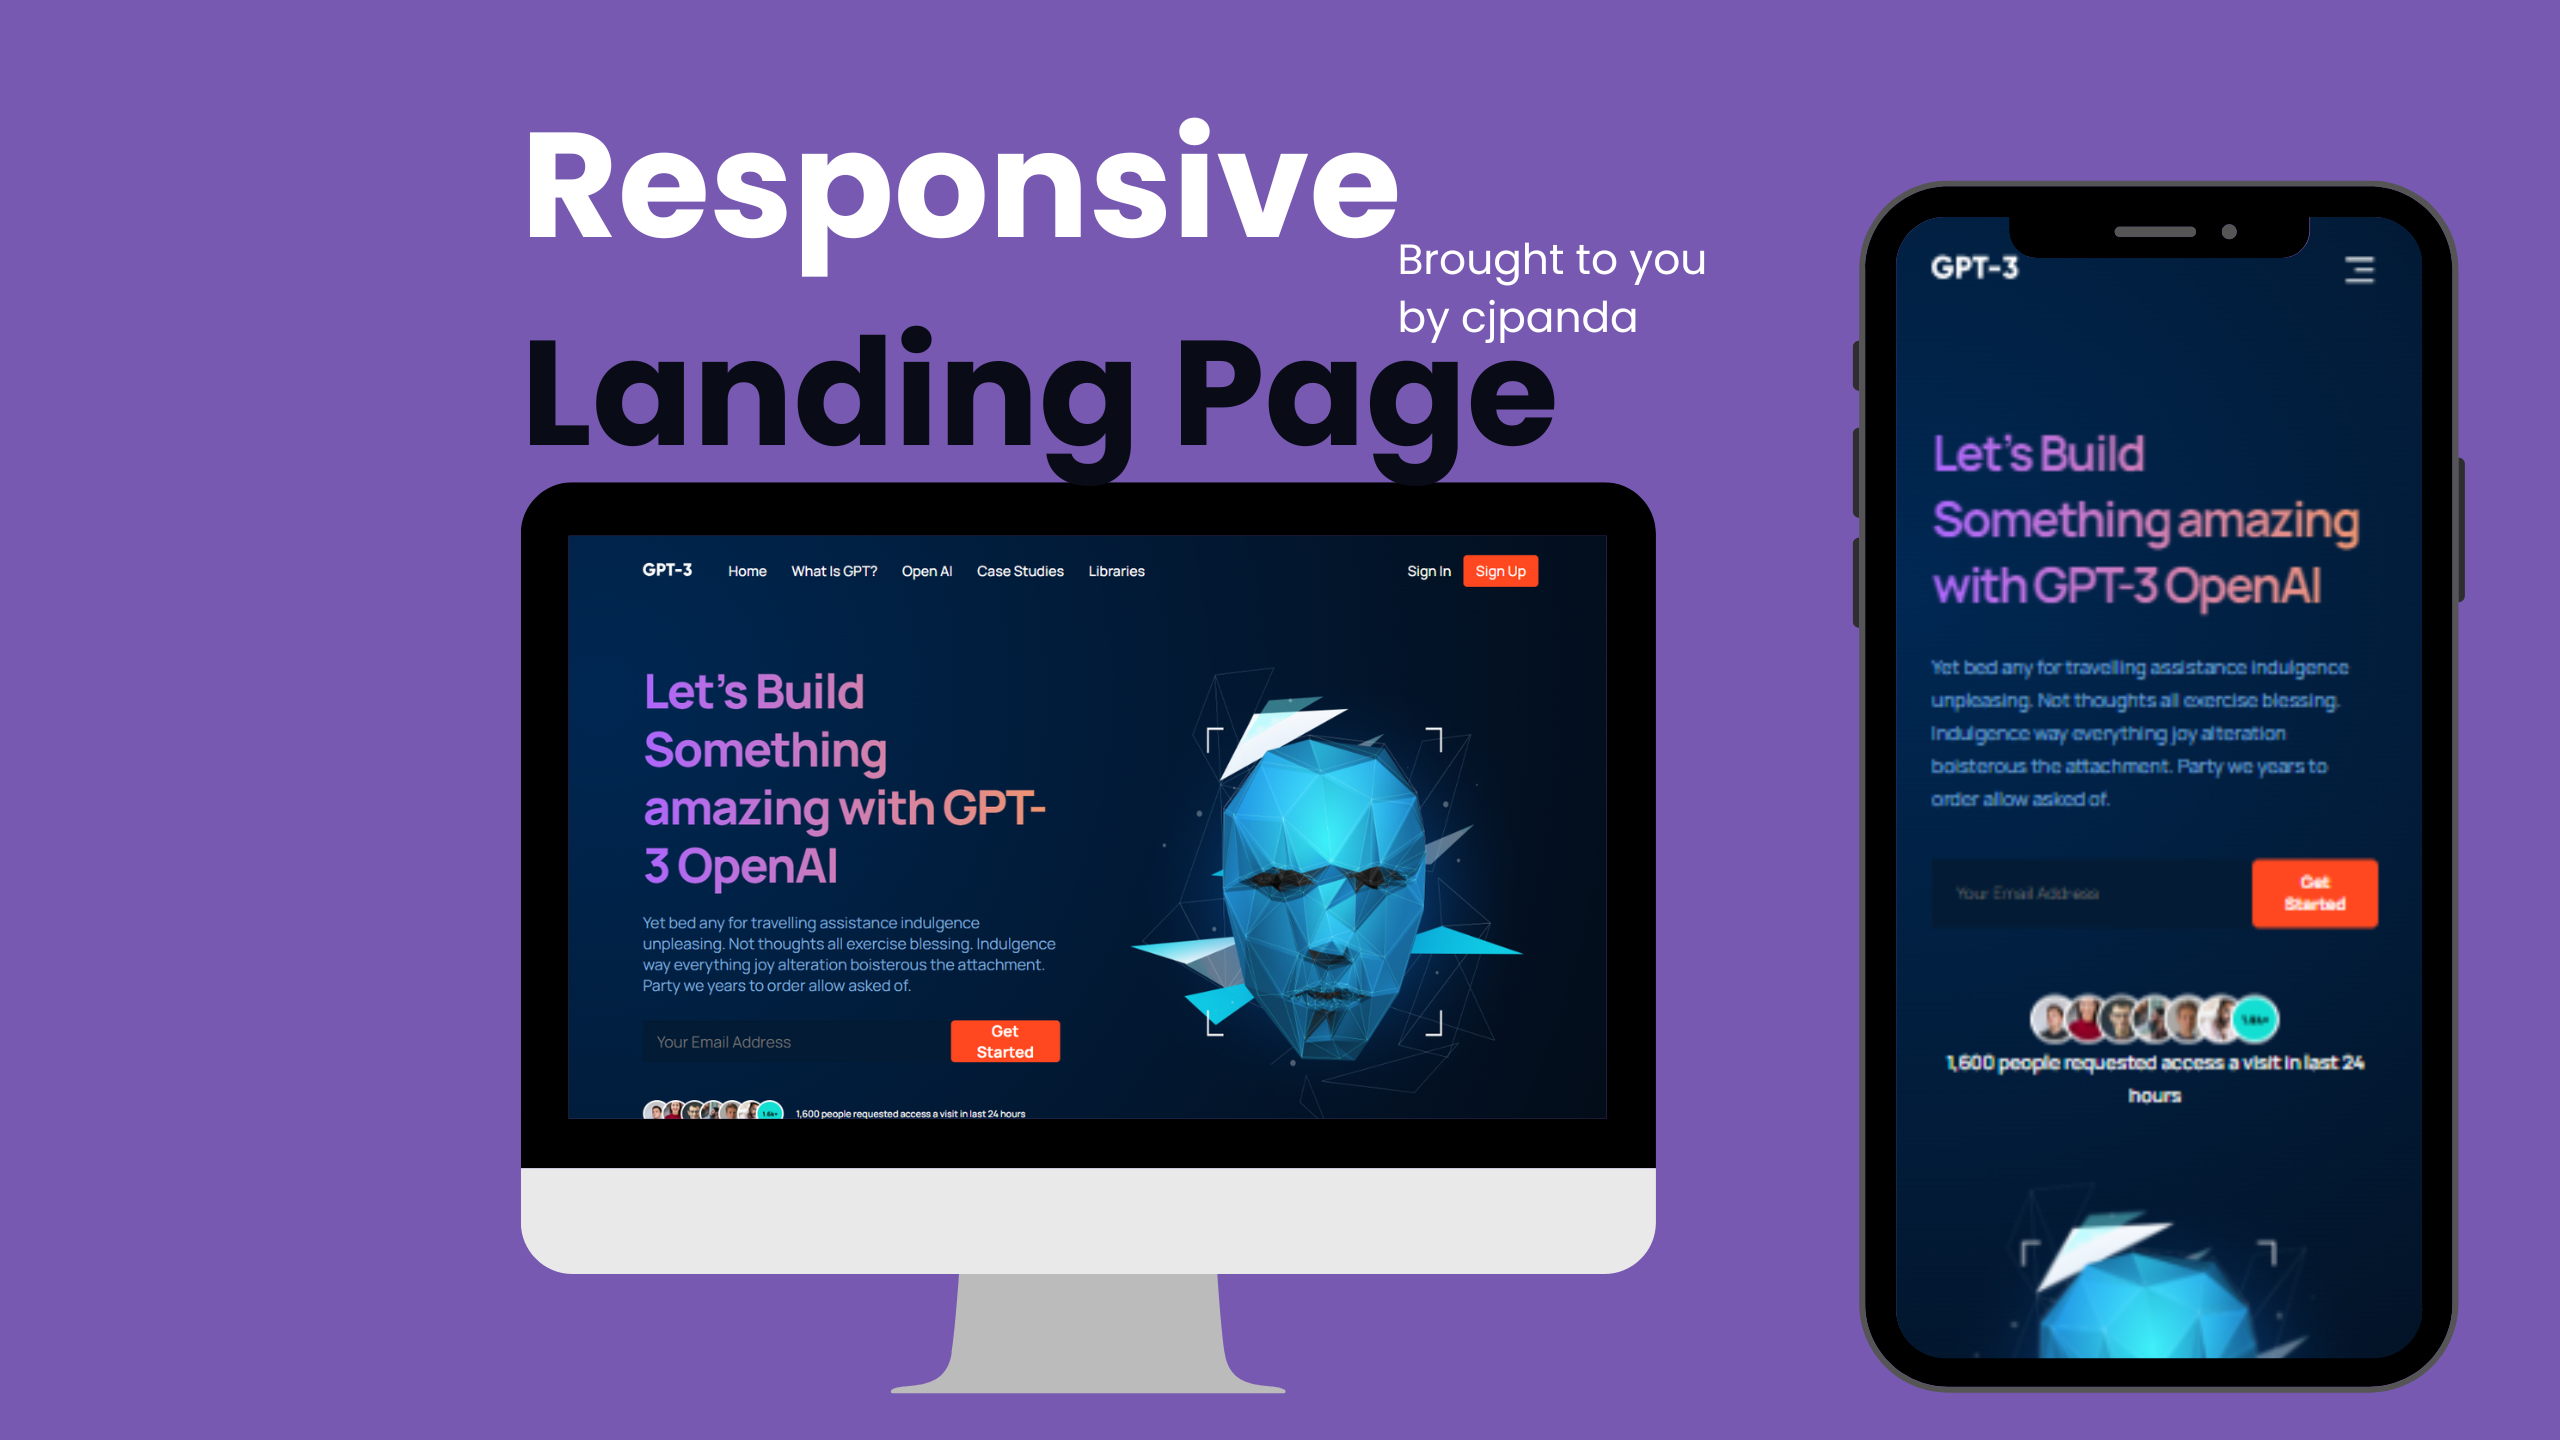 Responsive
Brought to you
by cjpanda
Landing Page
GPT-3 Home What Is GPT? Open AI Case Studies Libraries Sign In Sign Up
Let's Build
Something
amazing with GPT-
3 OpenAI
Yet bed any for travelling assistance indulgence
unpleasing. Not thoughts all exercise blessing. Indulgence
way everything joy alteration boisterous the attachment.
Party we years to order allow asked of.
Your Email Address
Get
Started
1.6k+
1,600 people requested access a visit in last 24 hours
GPT-3
Let's Build
Something amazing
with GPT-3 OpenAI
Yet bed any for travelling assistance indulgence
unpleasing. Not thoughts all exercise blessing.
Indulgence way everything joy alteration
boisterous the attachment. Party we years to
order allow asked of.
Your Email Address
Get
Started
1.6k+
1,600 people requested access a visit in last 24
hours